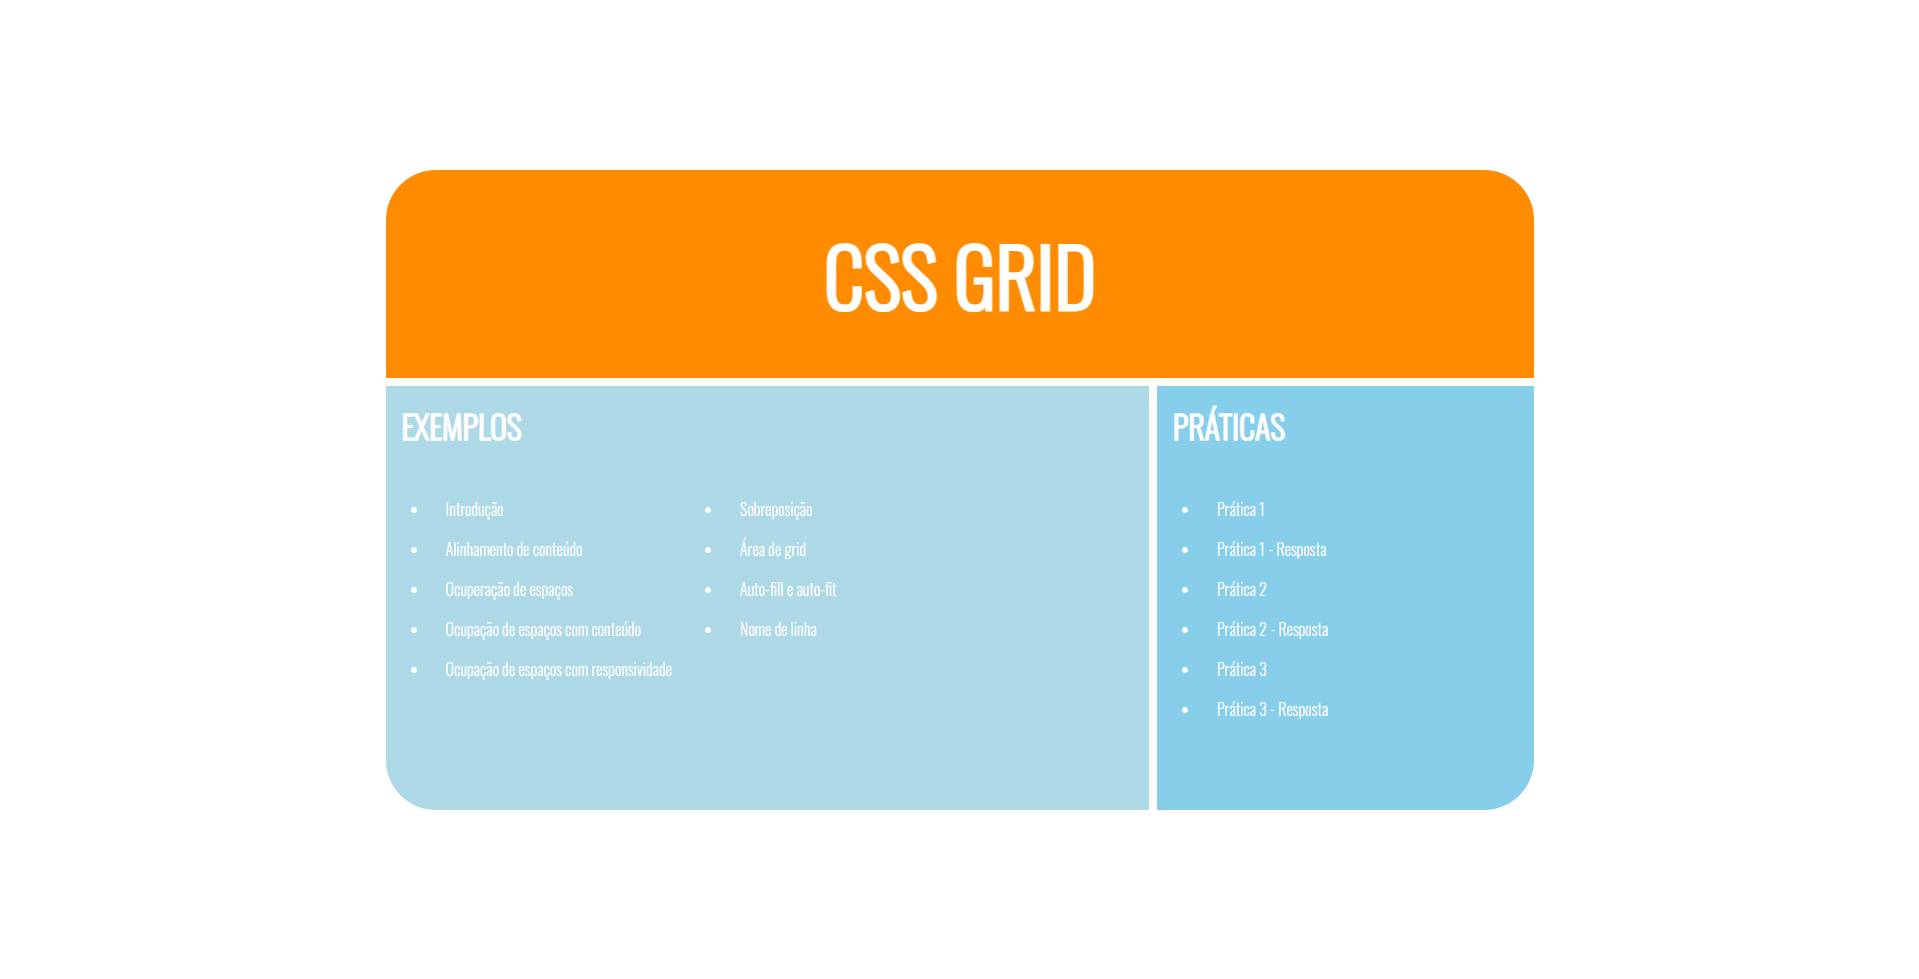 CSS GRID
EXEMPLOS
Introdução
Alinhamento de conteúdo
Ocuperação de espaços
Ocupação de espaços com conteúdo
Ocupação de espaços com responsividade
Sobreposição
Área de grid
Auto-fill e auto-fit
Nome de linha
PRÁTICAS
Prática 1
Prática 1 - Resposta
Prática 2
Prática 2 - Resposta
Prática 3
Prática 3 - Resposta